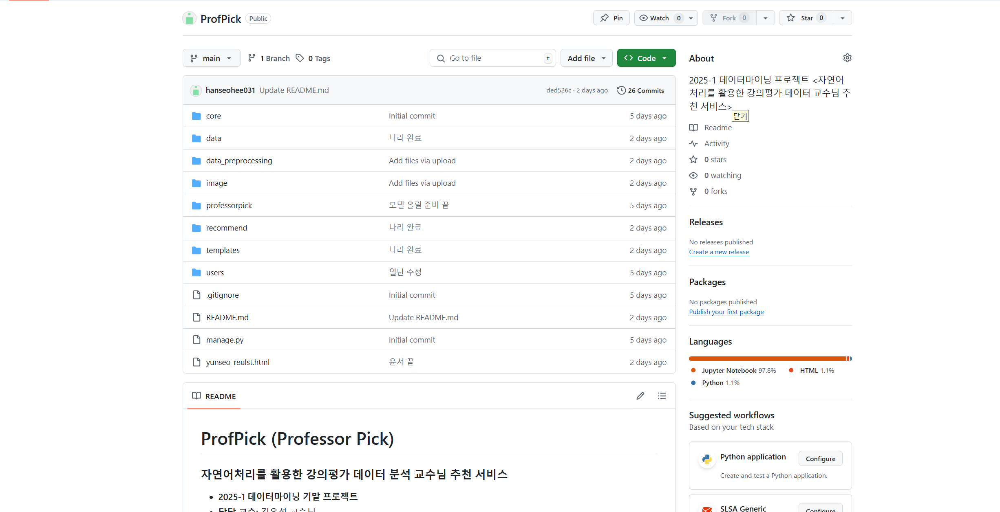 ProfPick Public
Pin
Watch 0
Fork 0
Star 0
main
1 Branch
0 Tags
Go to file t
Add file
Code
hanseohee031 Update README.md ded526c · 2 days ago 26 Commits
core Initial commit 5 days ago
data 나리 완료 2 days ago
data_preprocessing Add files via upload 2 days ago
image Add files via upload 2 days ago
professorpick 모델 올릴 준비 끝 5 days ago
recommend 나리 완료 2 days ago
templates 나리 완료 2 days ago
users 일단 수정 5 days ago
.gitignore Initial commit 5 days ago
README.md Update README.md 2 days ago
manage.py Initial commit 5 days ago
yunseo_reulst.html 윤서 끝 2 days ago
README
ProfPick (Professor Pick)
자연어처리를 활용한 강의평가 데이터 분석 교수님 추천 서비스
2025-1 데이터마이닝 기말 프로젝트
About
2025-1 데이터마이닝 프로젝트 <자연어
처리를 활용한 강의평가 데이터 교수님 추
천 서비스>
닫기
Readme
Activity
0 stars
0 watching
0 forks
Releases
No releases published
Create a new release
Packages
No packages published
Publish your first package
Languages
Jupyter Notebook 97.8% HTML 1.1%
Python 1.1%
Suggested workflows
Based on your tech stack
Python application Configure
Create and test a Python application.
SLSA Generic Configure